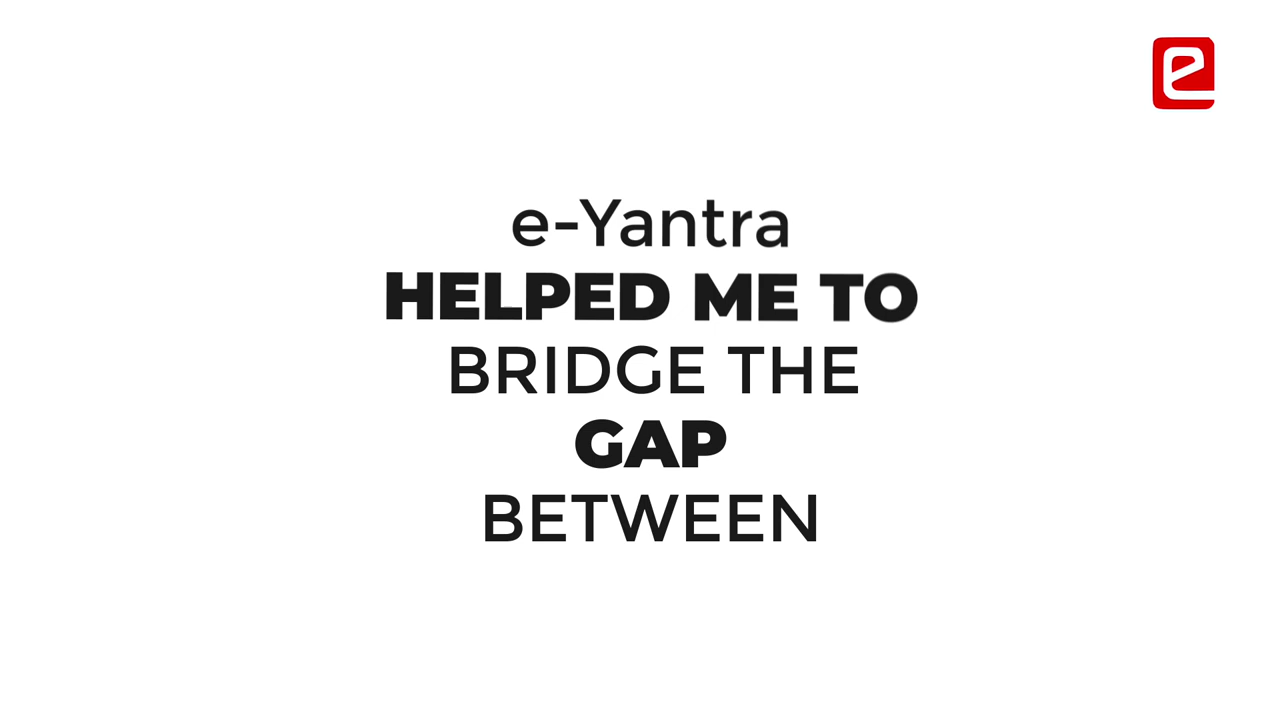 e
e-Yantra
HELPED ME TO
BRIDGE THE
GAP
BETWEEN